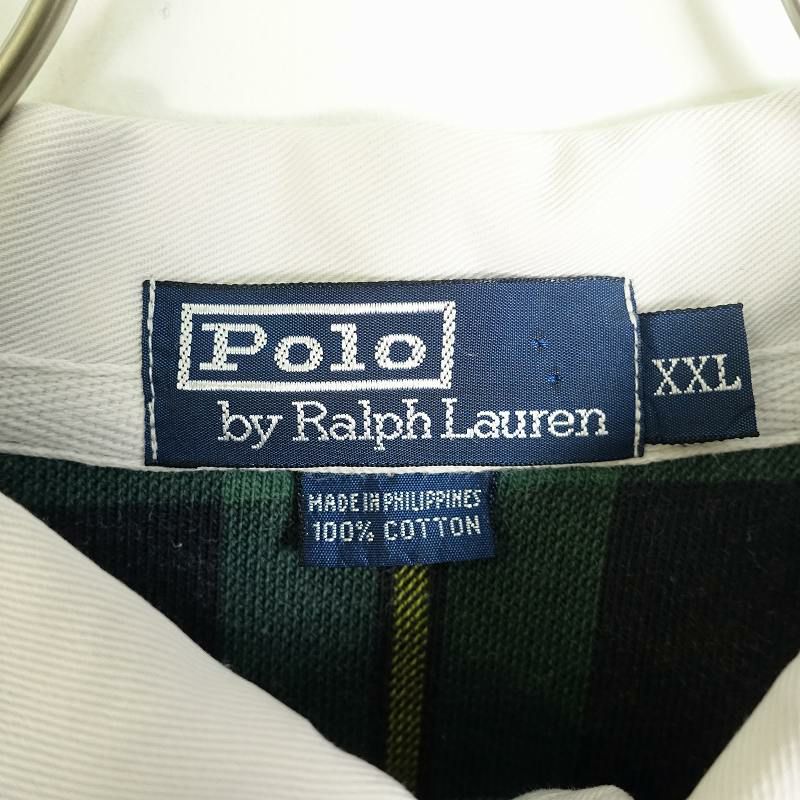 Polo
by Ralph Lauren
XXL
MADE IN PHILIPPINES
100% COTTON